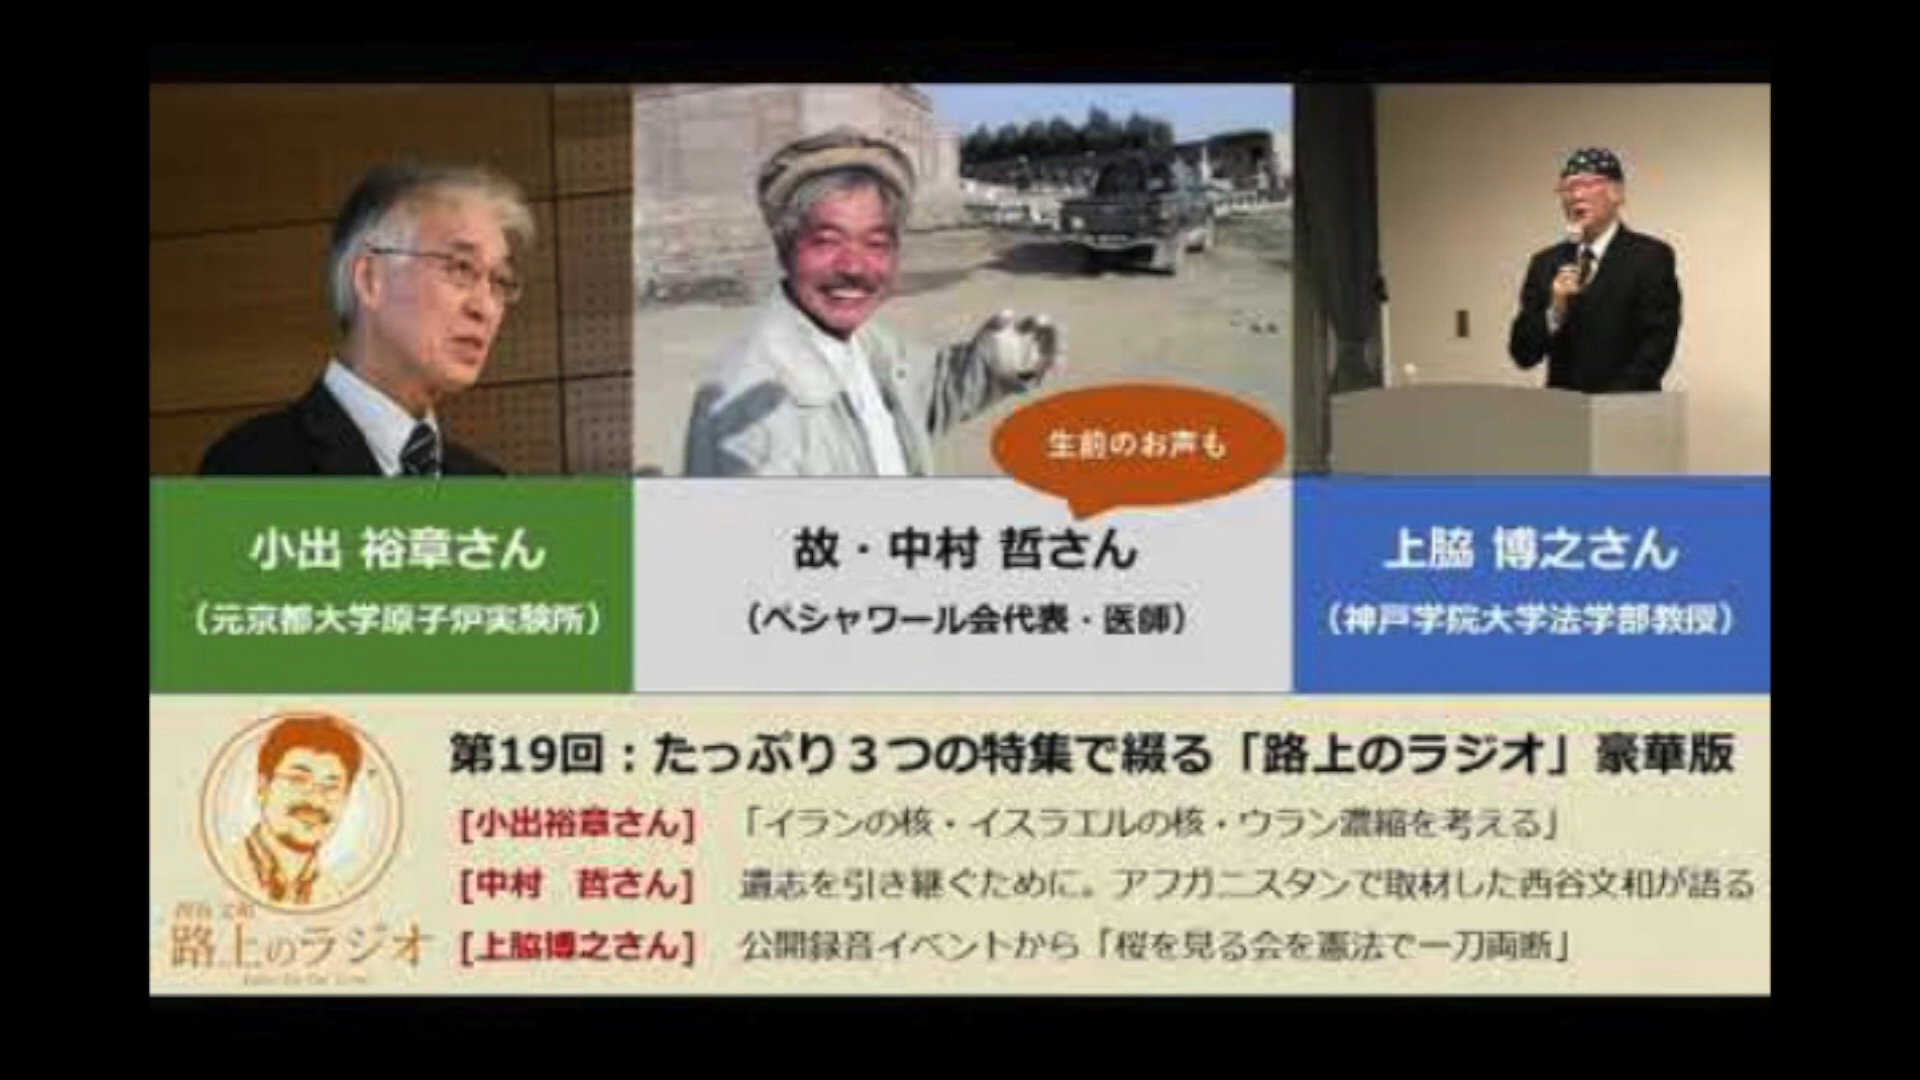 生前のお声も
小出 裕章さん
（元京都大学原子炉実験所）
故・中村 哲さん
（ペシャワール会代表・医師）
上脇 博之さん
（神戸学院大学法学部教授）
第19回：たっぷり３つの特集で綴る「路上のラジオ」豪華版
[小出裕章さん] 「イランの核・イスラエルの核・ウラン濃縮を考える」
[中村　哲さん] 遺志を引き継ぐために。アフガニスタンで取材した西谷文和が語る
[上脇博之さん] 公開録音イベントから「桜を見る会を憲法で一刀両断」
西谷 文和
路上のラジオ